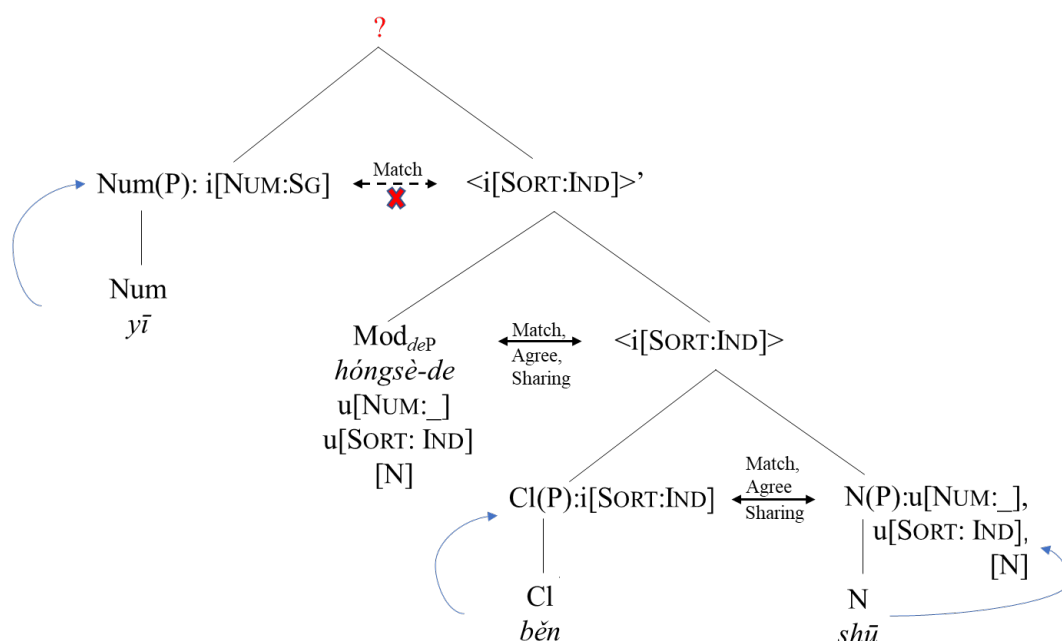 ?
Num(P): i[NUM:SG]
Match
<i[SORT:IND]>’
Num
yī
Mod_deP
hóngsè-de
u[NUM:_]
u[SORT: IND]
[N]
Match,
Agree,
Sharing
<i[SORT:IND]>
Cl(P):i[SORT:IND]
Match,
Agree
Sharing
N(P):u[NUM:_],
u[SORT: IND],
[N]
Cl
běn
N
shū